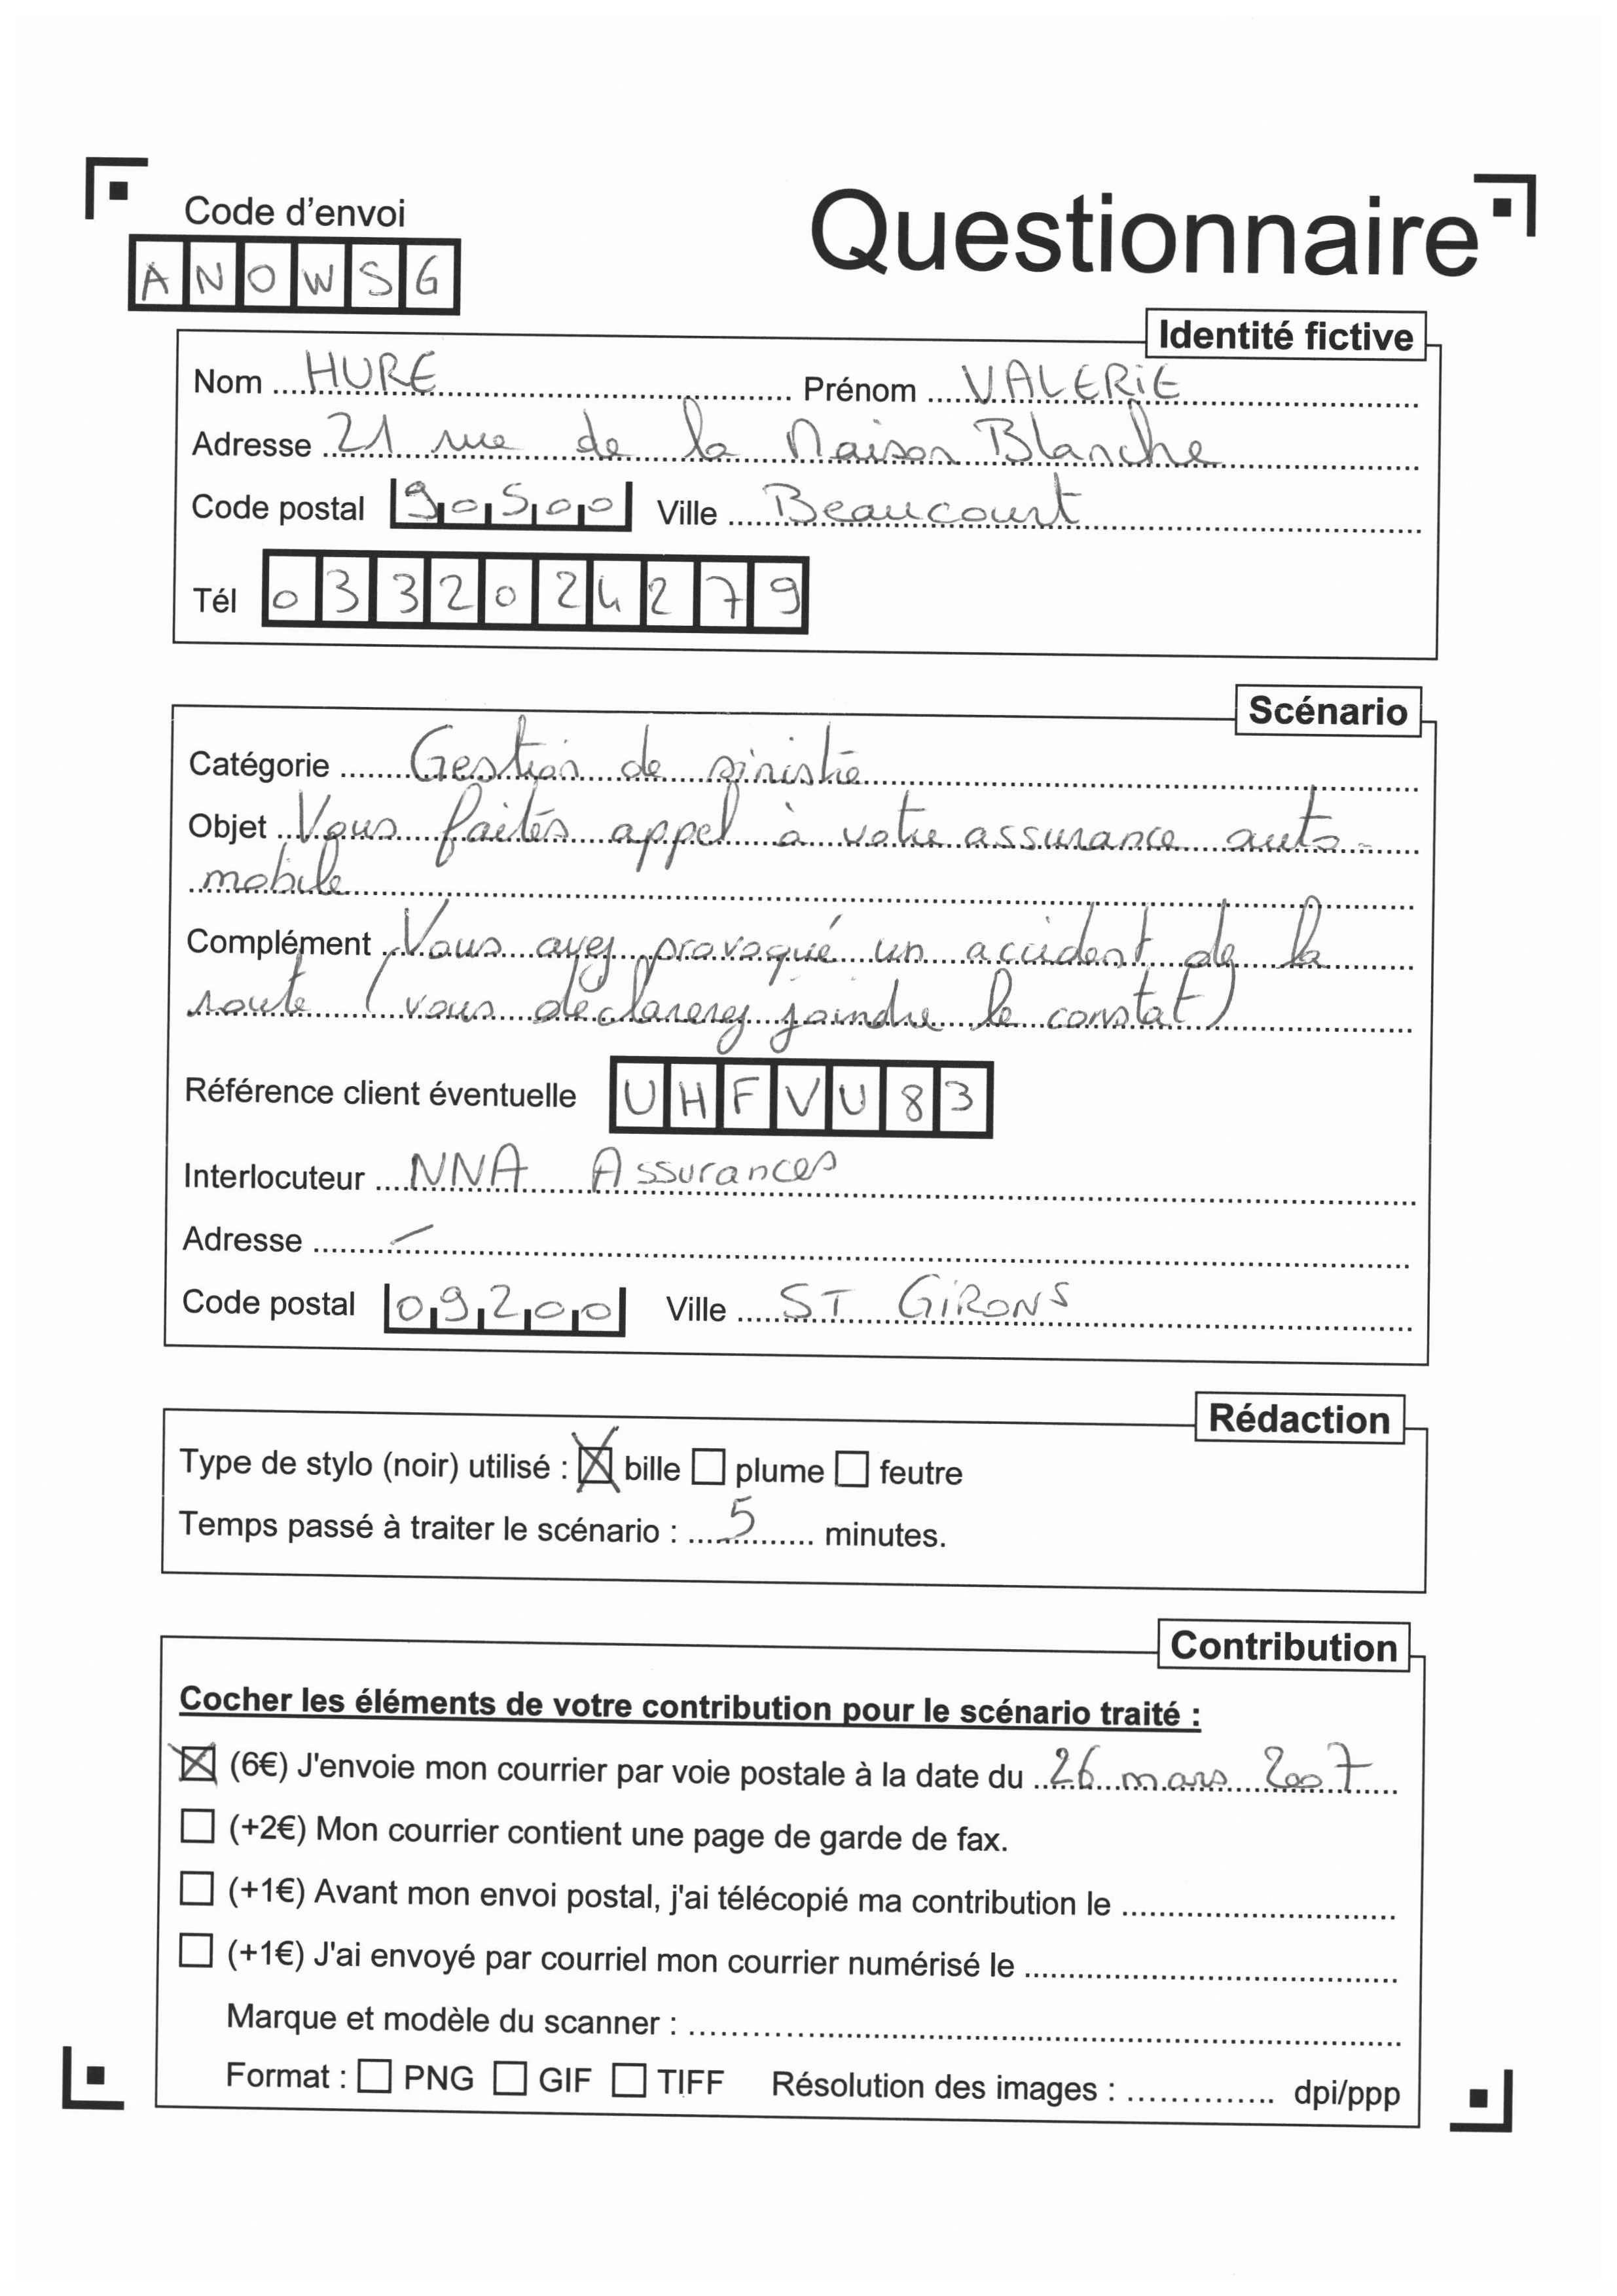 Code d'envoi
Questionnaire
ANOWSG
Identité fictive
Nom HURE Prénom VALERIE
Adresse 21 rue de la Maison Blanche
Code postal 90500 Ville Beaucourt
Tél 0332024279
Scénario
Catégorie Gestion de sinistre
Objet Vous faites appel à votre assurance auto-
mobile
Complément Vous avez provoqué un accident de la
route (vous déclarerez joindre le constat)
Référence client éventuelle UHFVU83
Interlocuteur NNA Assurances
Adresse /
Code postal 09200 Ville ST GIRONS
Rédaction
Type de stylo (noir) utilisé : ☒ bille ☐ plume ☐ feutre
Temps passé à traiter le scénario : 5 minutes.
Contribution
Cocher les éléments de votre contribution pour le scénario traité :
☒ (6€) J'envoie mon courrier par voie postale à la date du 26 mars 2007
☐ (+2€) Mon courrier contient une page de garde de fax.
☐ (+1€) Avant mon envoi postal, j'ai télécopié ma contribution le
☐ (+1€) J'ai envoyé par courriel mon courrier numérisé le
Marque et modèle du scanner :
Format : ☐ PNG ☐ GIF ☐ TIFF Résolution des images : dpi/ppp